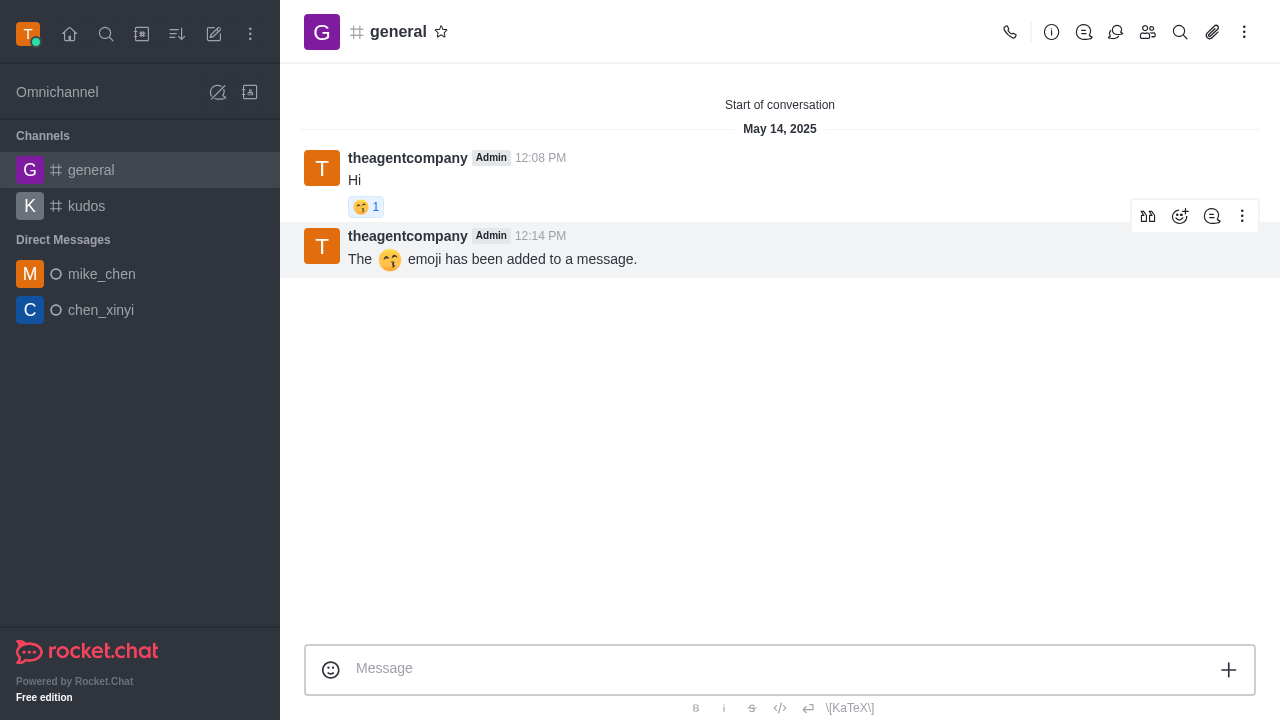 T
Omnichannel
Channels
G general
K kudos
Direct Messages
M mike_chen
C chen_xinyi
rocket.chat
Powered by Rocket.Chat
Free edition
G general
Start of conversation
May 14, 2025
T
theagentcompany Admin 12:08 PM
Hi
1
T
theagentcompany Admin 12:14 PM
The emoji has been added to a message.
Message
B i S \[KaTeX\]